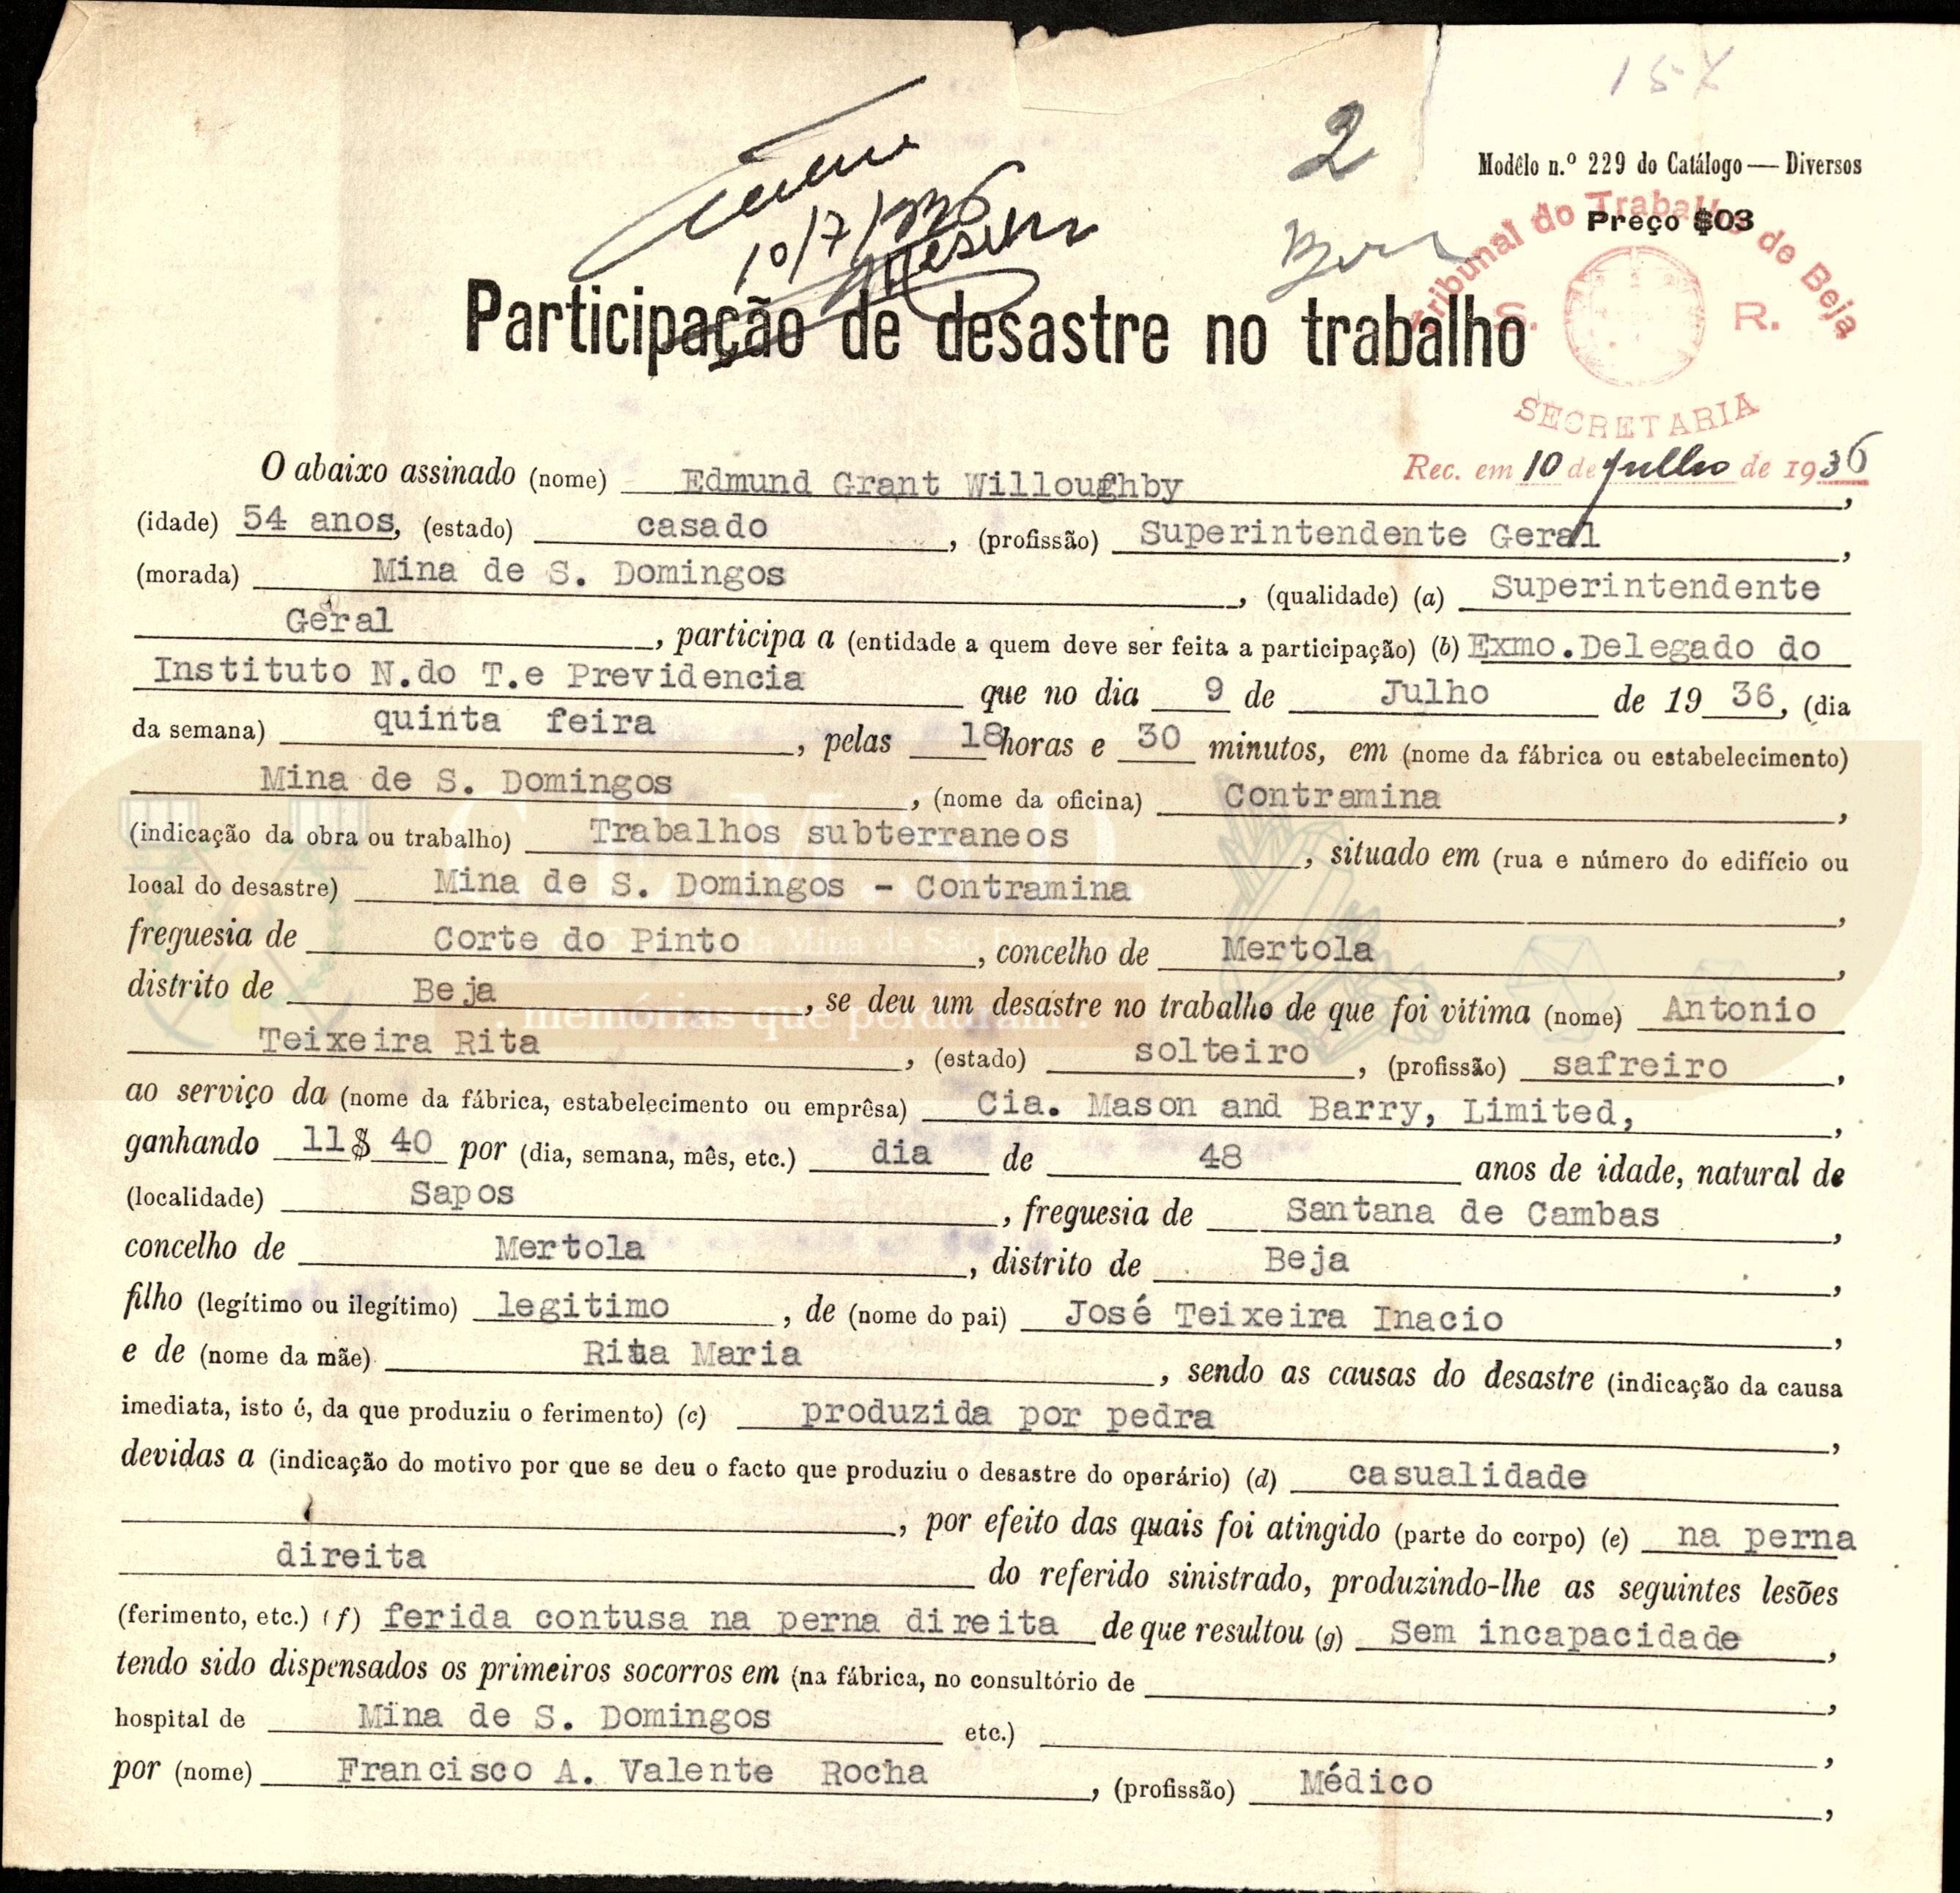 157
2
10/7/1936
Modêlo n.º 229 do Catálogo — Diversos
Preço $03
Tribunal do Trabalho de Beja
S. R.
SECRETARIA
Participação de desastre no trabalho
Rec. em 10 de Julho de 1936
O abaixo assinado (nome) Edmund Grant Willoughby,
(idade) 54 anos, (estado) casado, (profissão) Superintendente Geral,
(morada) Mina de S. Domingos, (qualidade) (a) Superintendente
Geral, participa a (entidade a quem deve ser feita a participação) (b) Exmo.Delegado do
Instituto N.do T.e Previdencia que no dia 9 de Julho de 19 36, (dia
da semana) quinta feira, pelas 18 horas e 30 minutos, em (nome da fábrica ou estabelecimento)
Mina de S. Domingos, (nome da oficina) Contramina,
(indicação da obra ou trabalho) Trabalhos subterraneos, situado em (rua e número do edifício ou
local do desastre) Mina de S. Domingos - Contramina,
freguesia de Corte do Pinto, concelho de Mertola,
distrito de Beja, se deu um desastre no trabalho de que foi vitima (nome) Antonio
. memórias que perduram .
Teixeira Rita, (estado) solteiro, (profissão) safreiro,
ao serviço da (nome da fábrica, estabelecimento ou emprêsa) Cia. Mason and Barry, Limited,,
ganhando 11$ 40 por (dia, semana, mês, etc.) dia de 48 anos de idade, natural de
(localidade) Sapos, freguesia de Santana de Cambas,
concelho de Mertola, distrito de Beja,
filho (legítimo ou ilegítimo) legitimo, de (nome do pai) José Teixeira Inacio,
e de (nome da mãe) Rita Maria, sendo as causas do desastre (indicação da causa
imediata, isto é, da que produziu o ferimento) (c) produzida por pedra,
devidas a (indicação do motivo por que se deu o facto que produziu o desastre do operário) (d) casualidade
, por efeito das quais foi atingido (parte do corpo) (e) na perna
direita do referido sinistrado, produzindo-lhe as seguintes lesões
(ferimento, etc.) (f) ferida contusa na perna direita de que resultou (g) Sem incapacidade,
tendo sido dispensados os primeiros socorros em (na fábrica, no consultório de ,
hospital de Mina de S. Domingos etc.) ,
por (nome) Francisco A. Valente Rocha, (profissão) Médico,